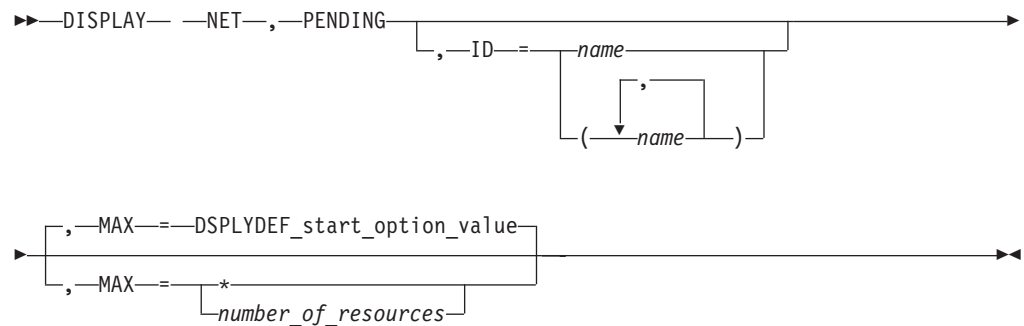 DISPLAY NET , PENDING
, ID = name
,
( name )
, MAX = DSPLYDEF_start_option_value
, MAX = *
number_of_resources